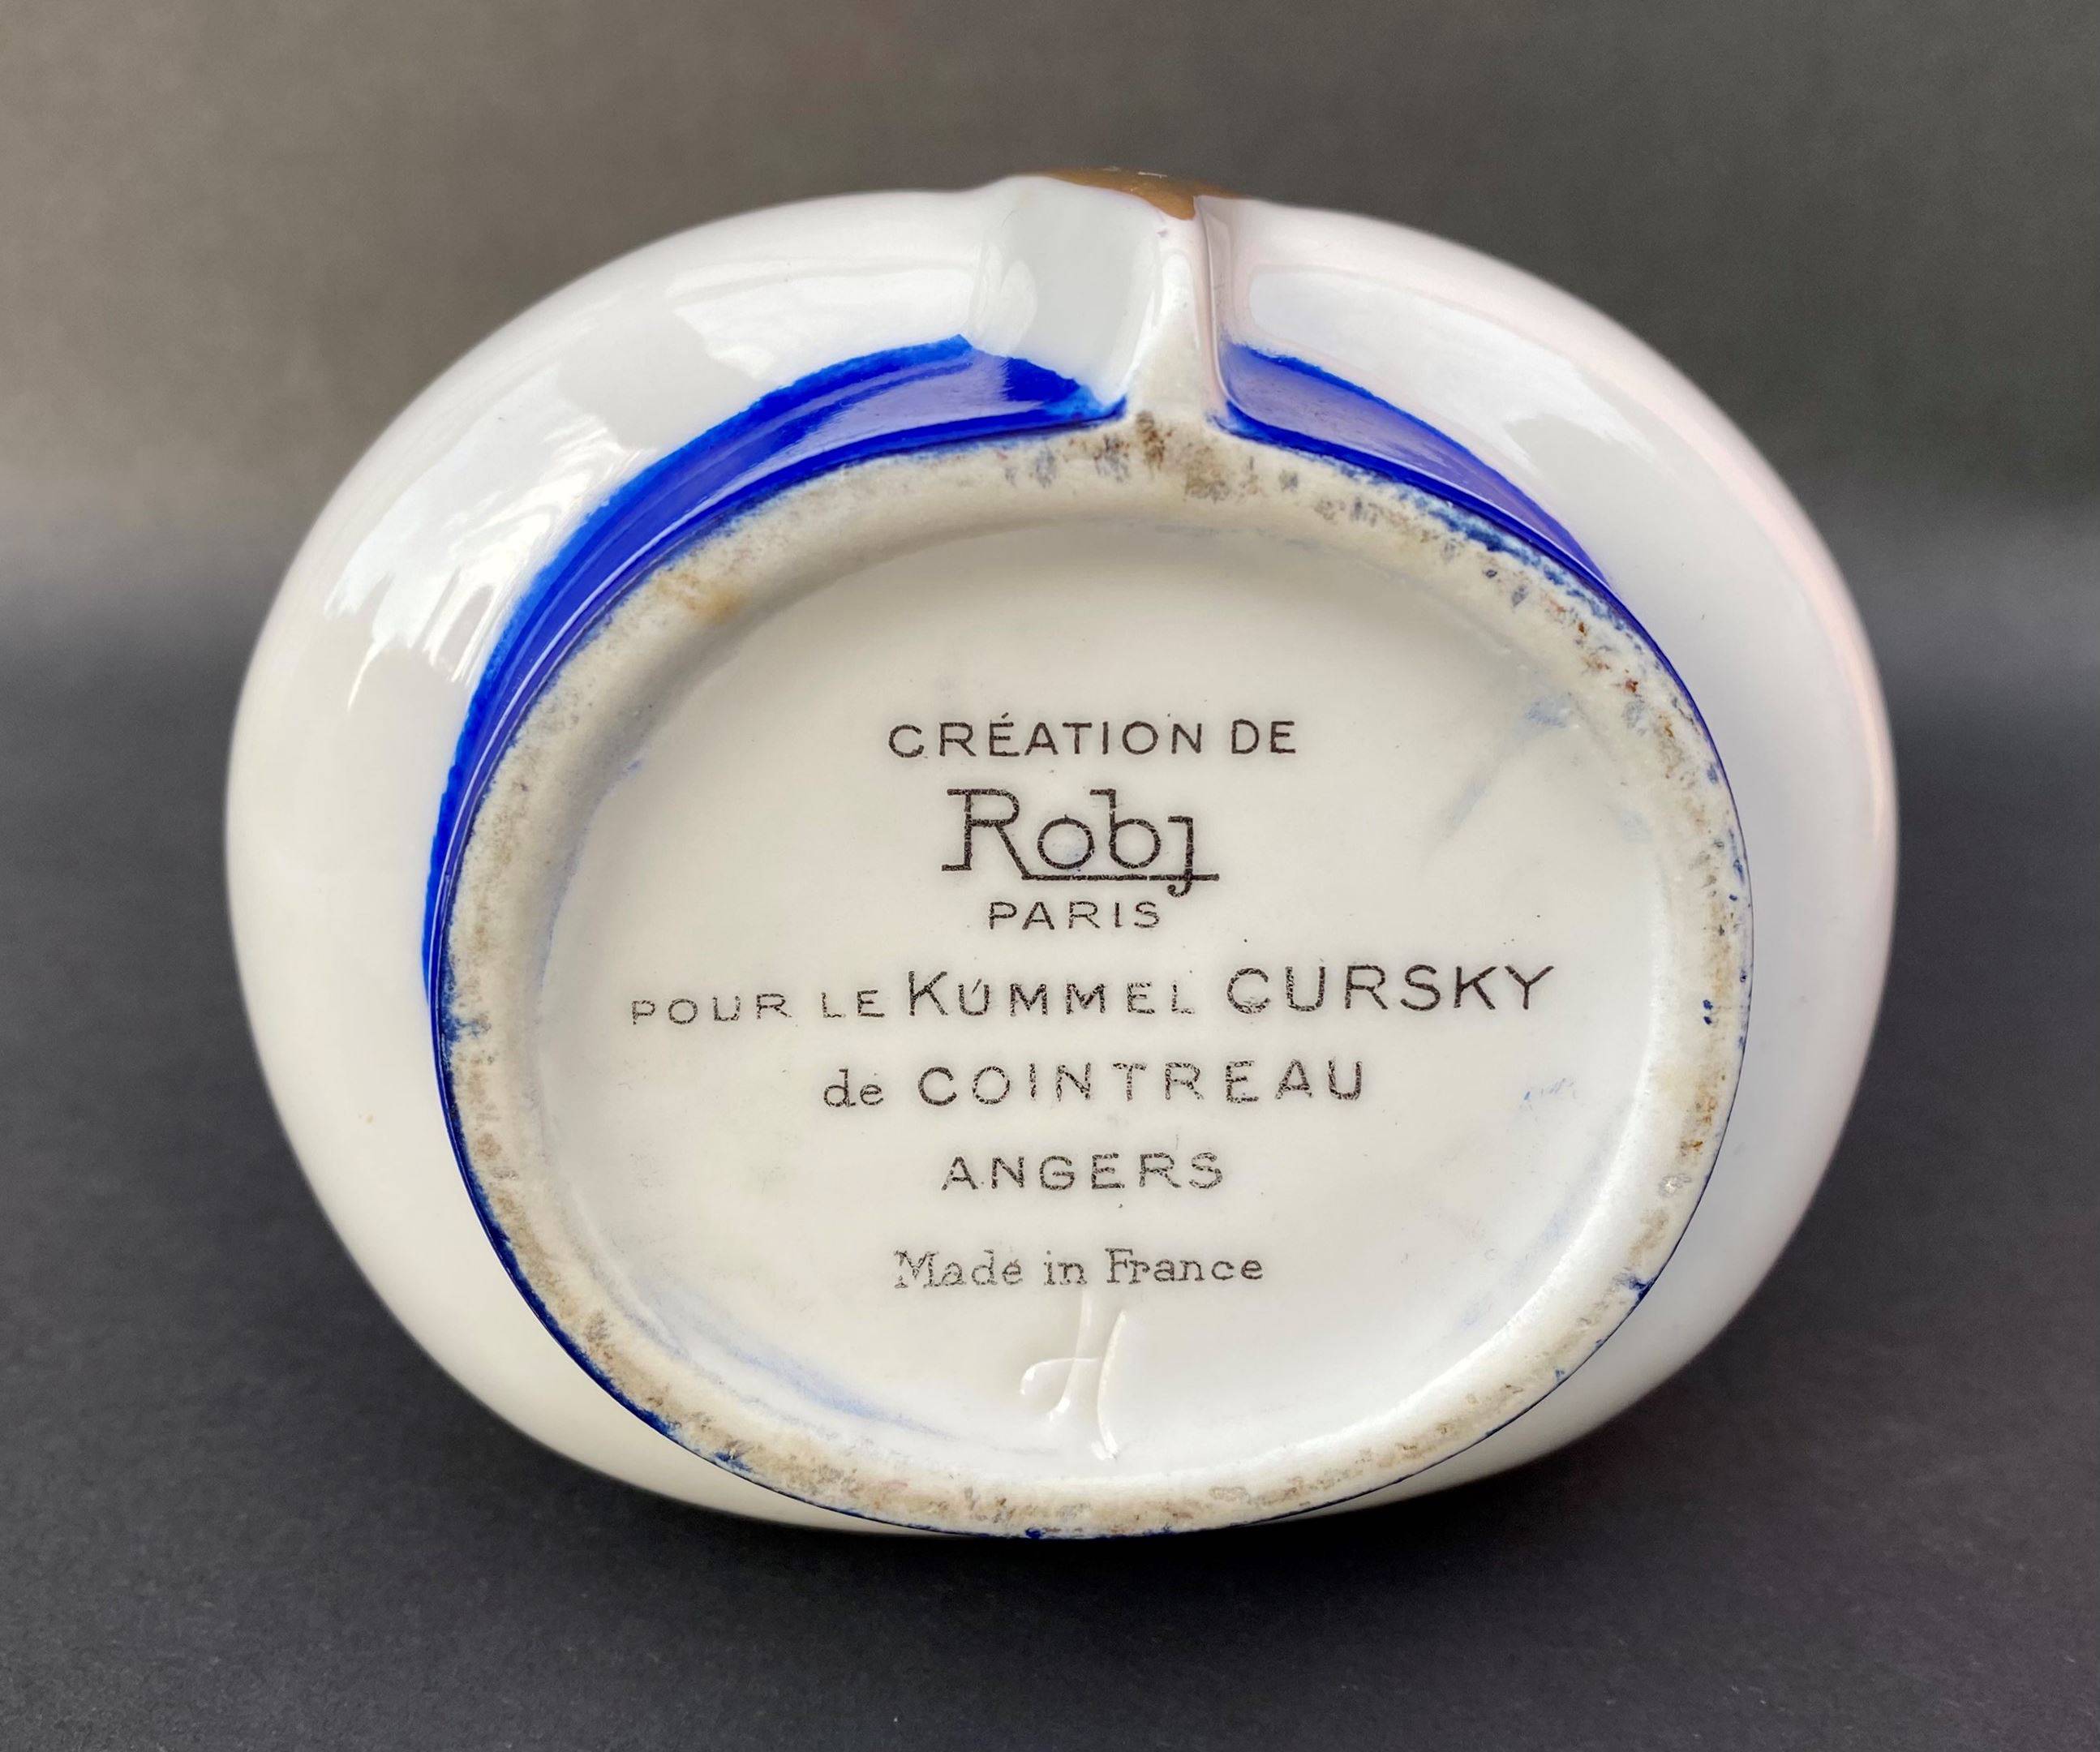 CRÉATION DE
Robj
PARIS
POUR LE KÜMMEL CURSKY
de COINTREAU
ANGERS
Made in France
H